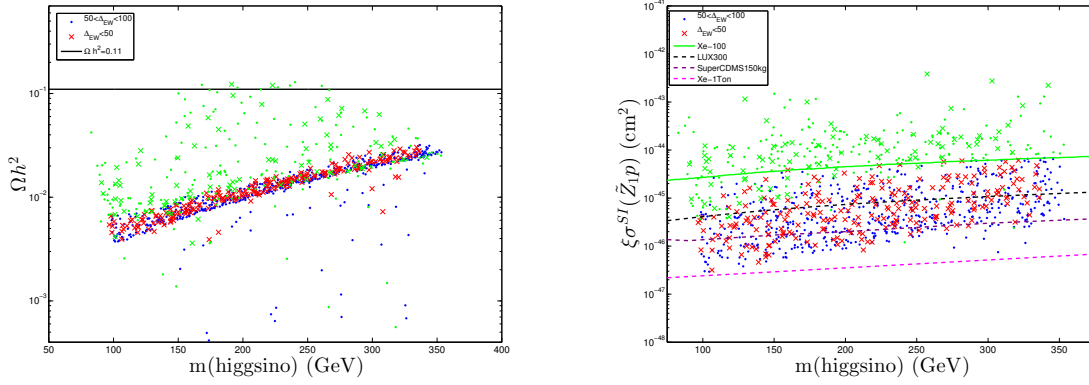 50<Δ_EW<100
Δ_EW<50
Ω h²=0.11
10⁻¹
10⁻²
10⁻³
Ωh²
50 100 150 200 250 300 350 400
m(higgsino) (GeV)
50<Δ_EW<100
Δ_EW<50
Xe−100
LUX300
SuperCDMS150kg
Xe−1Ton
10⁻⁴¹
10⁻⁴²
10⁻⁴³
10⁻⁴⁴
10⁻⁴⁵
10⁻⁴⁶
10⁻⁴⁷
10⁻⁴⁸
ξσ^SI(Z̃₁p) (cm²)
100 150 200 250 300 350
m(higgsino) (GeV)